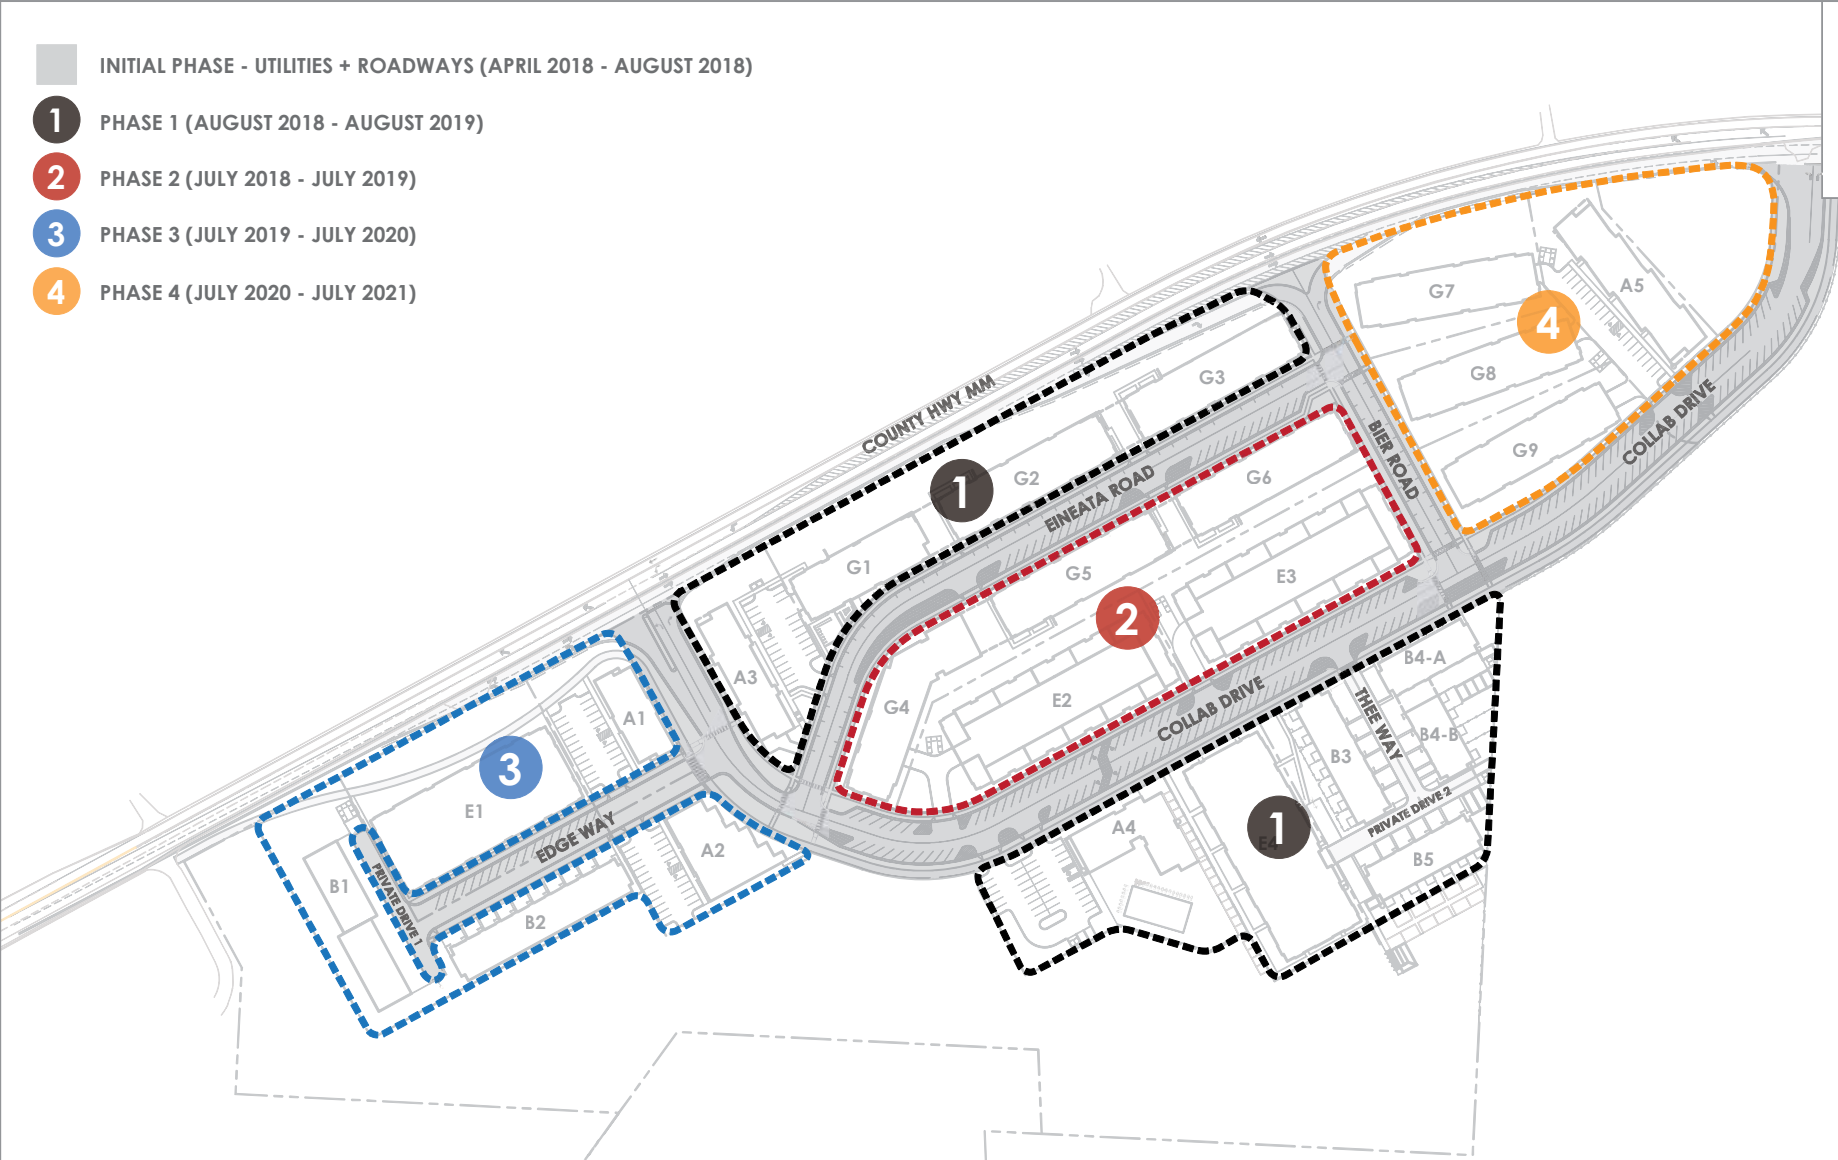 INITIAL PHASE - UTILITIES + ROADWAYS (APRIL 2018 - AUGUST 2018)
1 PHASE 1 (AUGUST 2018 - AUGUST 2019)
2 PHASE 2 (JULY 2018 - JULY 2019)
3 PHASE 3 (JULY 2019 - JULY 2020)
4 PHASE 4 (JULY 2020 - JULY 2021)
G7
A5
4
G8
G9
COLLAB DRIVE
BIER ROAD
COUNTY HWY MM
G3
G2
1
EINEATA ROAD
G1
A3
G6
G5
E3
2
G4
E2
COLLAB DRIVE
B4-A
THEE WAY
B4-B
B3
PRIVATE DRIVE 2
B5
1
E4
A4
A1
3
E1
EDGE WAY
A2
B1
PRIVATE DRIVE 1
B2